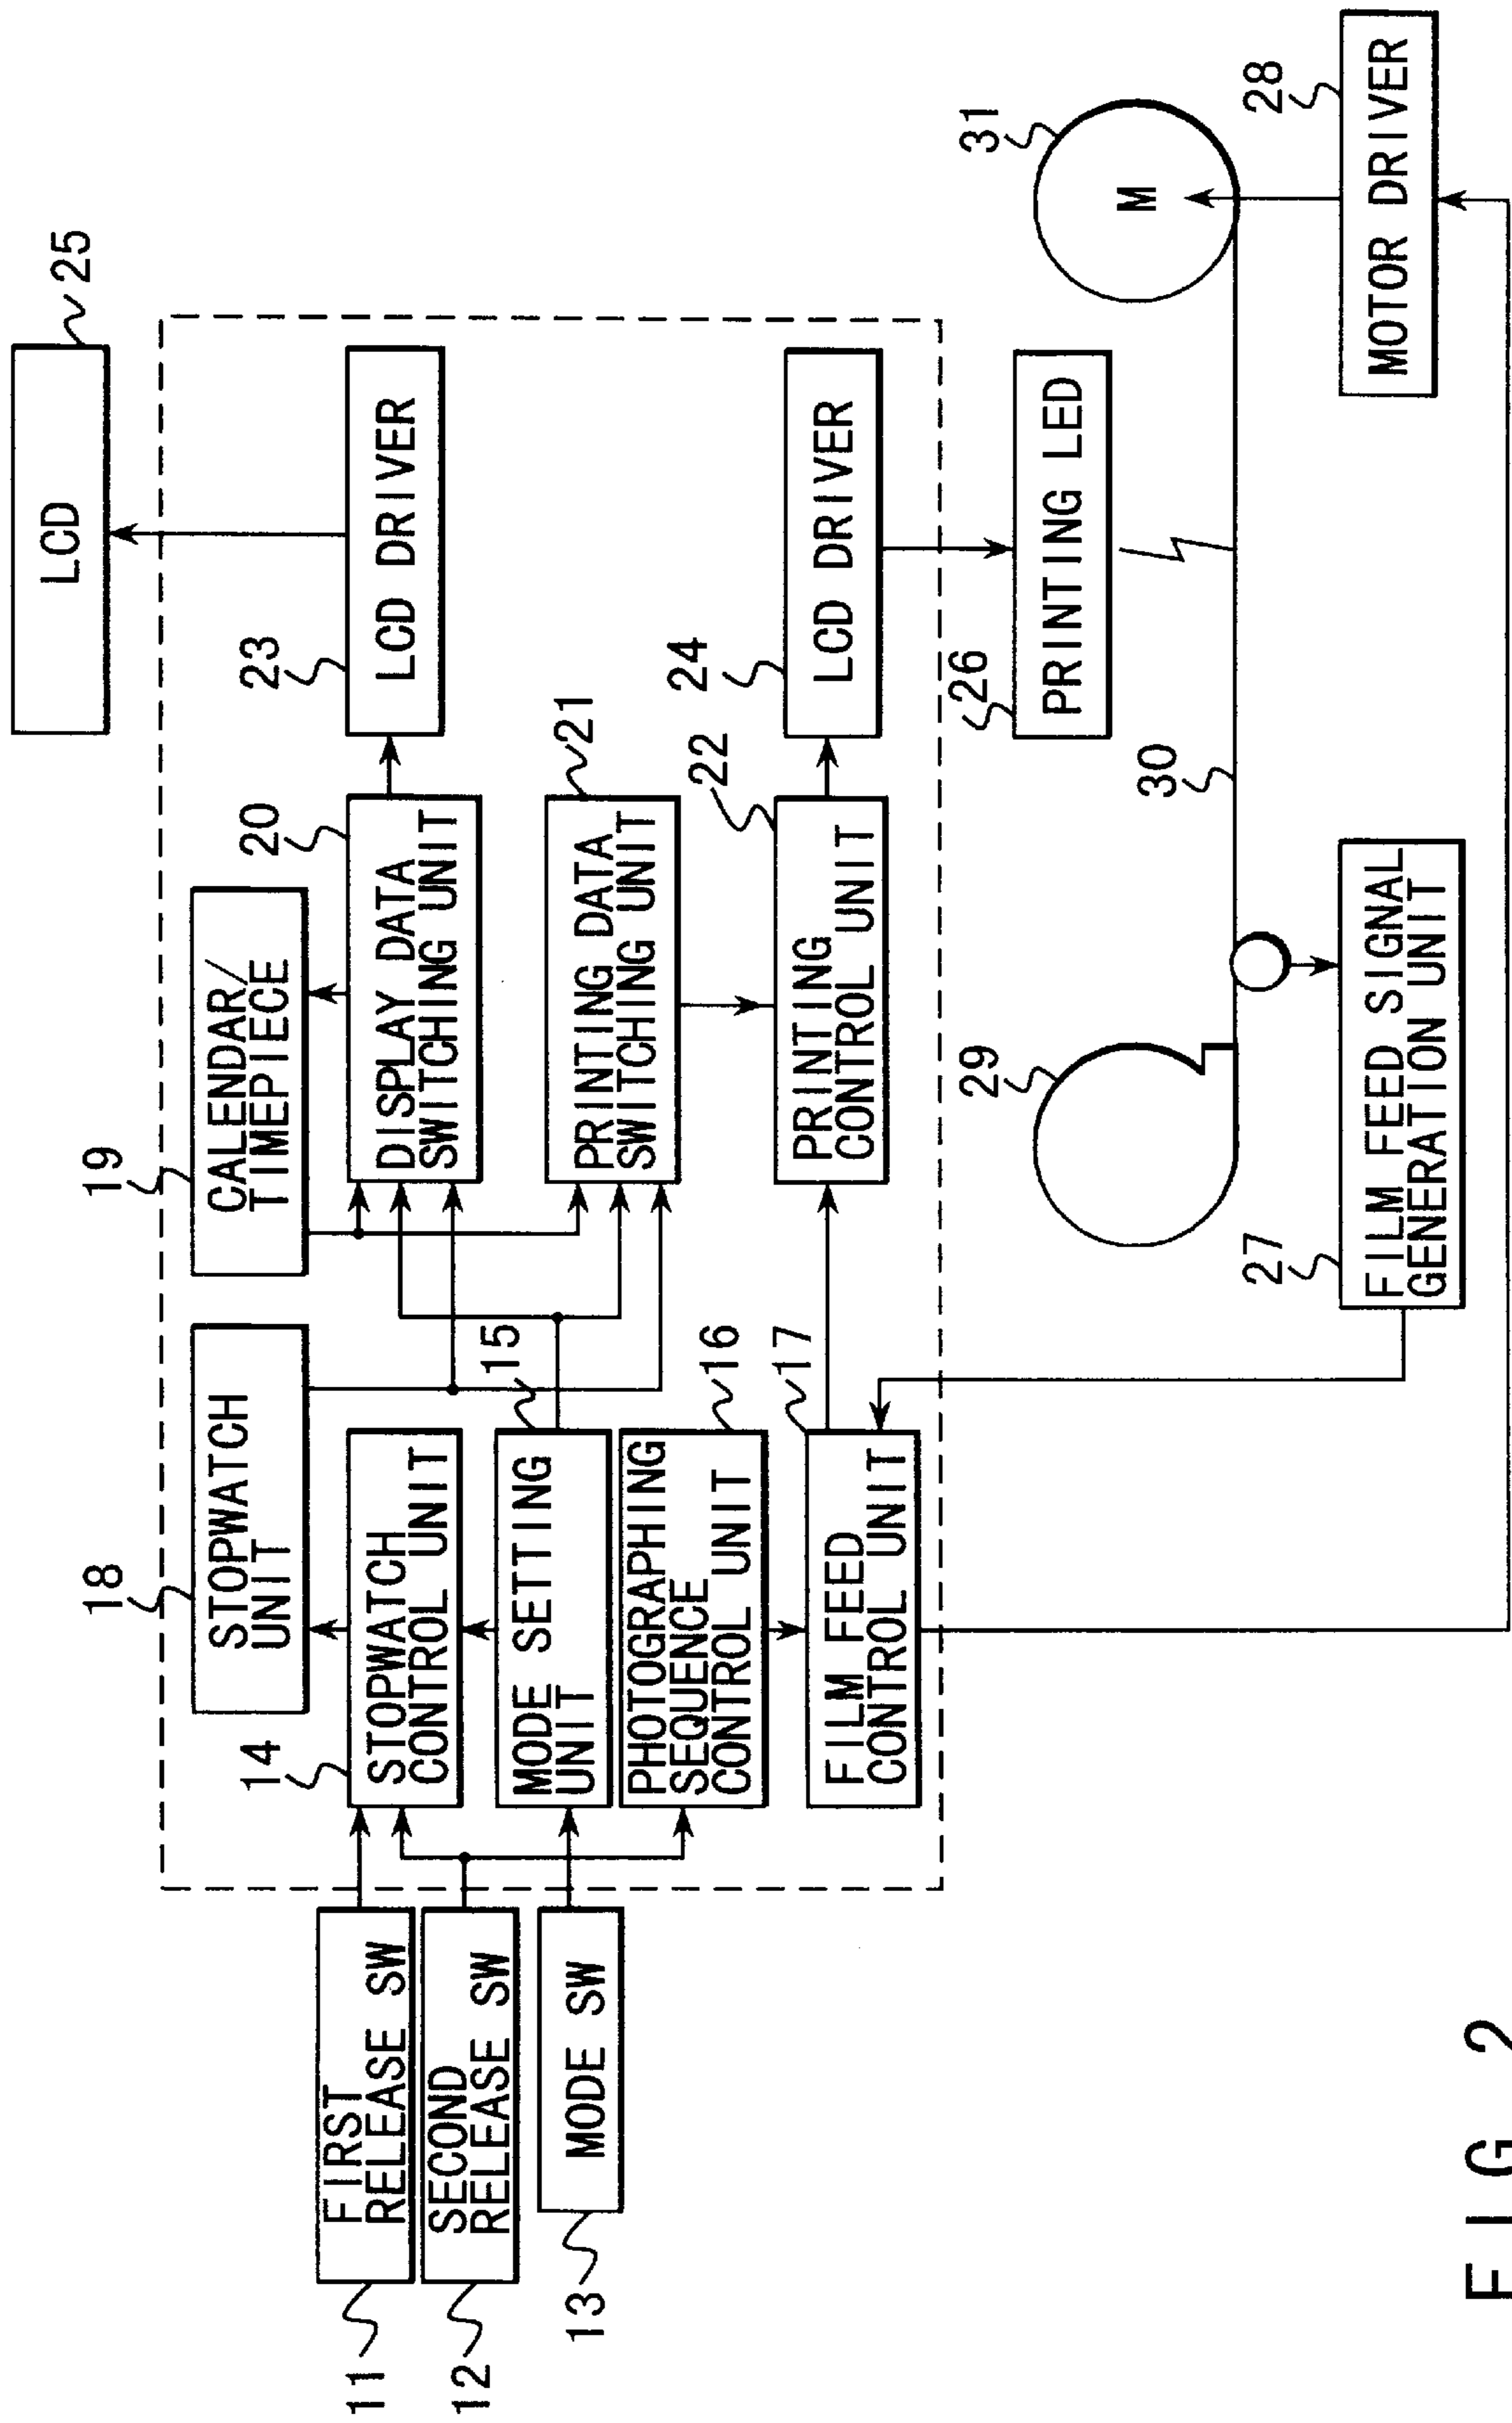 LCD
25
19
CALENDAR/
TIMEPIECE
18
STOPWATCH
UNIT
20
DISPLAY DATA
SWITCHING UNIT
23
LCD DRIVER
14
STOPWATCH
CONTROL UNIT
11
FIRST
RELEASE SW
12
SECOND
RELEASE SW
13
MODE SW
15
MODE SETTING
UNIT
21
PRINTING DATA
SWITCHING UNIT
16
PHOTOGRAPHING
SEQUENCE
CONTROL UNIT
17
FILM FEED
CONTROL UNIT
22
PRINTING
CONTROL UNIT
24
LCD DRIVER
26
PRINTING LED
29
30
31
M
27
FILM FEED SIGNAL
GENERATION UNIT
28
MOTOR DRIVER
FIG. 2